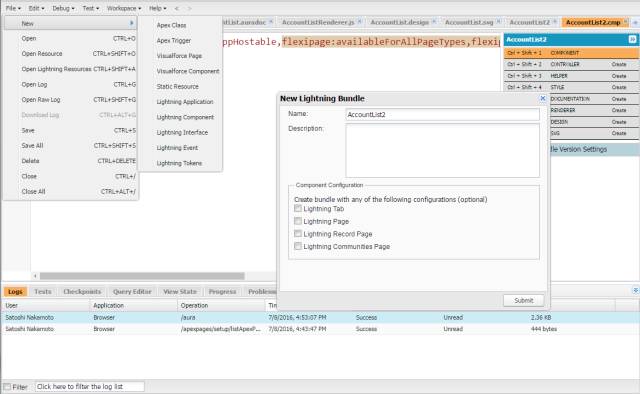 File Edit Debug Test Workspace Help < >
New
Open CTRL+O
Open Resource CTRL+SHIFT+O
Open Lightning Resources CTRL+SHIFT+A
Open Log CTRL+G
Open Raw Log CTRL+SHIFT+G
Download Log CTRL+ALT+G
Save CTRL+S
Save All CTRL+SHIFT+S
Delete CTRL+DELETE
Close CTRL+/
Close All CTRL+ALT+/
Apex Class
Apex Trigger
Visualforce Page
Visualforce Component
Static Resource
Lightning Application
Lightning Component
Lightning Interface
Lightning Event
Lightning Tokens
tList.auradoc AccountListRenderer.js AccountList.design AccountList.svg AccountList2 AccountList2.cmp
ppHostable,flexipage:availableForAllPageTypes,flexip
AccountList2
Ctrl + Shift + 1 COMPONENT
Ctrl + Shift + 2 CONTROLLER Create
Ctrl + Shift + 3 HELPER Create
Ctrl + Shift + 4 STYLE Create
DOCUMENTATION Create
RENDERER Create
DESIGN Create
SVG Create
dle Version Settings
New Lightning Bundle
Name: AccountList2
Description:
Component Configuration
Create bundle with any of the following configurations (optional)
Lightning Tab
Lightning Page
Lightning Record Page
Lightning Communities Page
Submit
Logs Tests Checkpoints Query Editor View State Progress Problem
User Application Operation Tim
Satoshi Nakamoto Browser /aura 7/8/2016, 4:53:07 PM Success Unread 2.36 KB
Satoshi Nakamoto Browser /apexpages/setup/listApexP... 7/8/2016, 4:43:47 PM Success Unread 444 bytes
Filter Click here to filter the log list